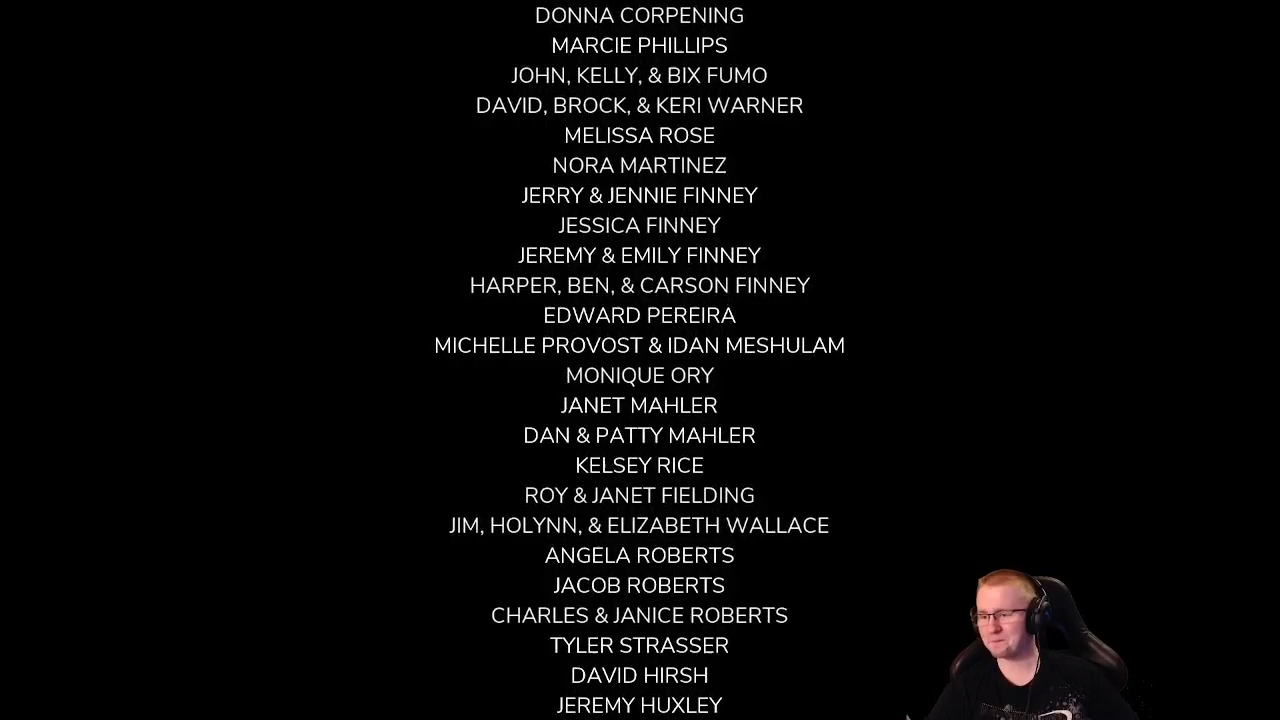 DONNA CORPENING
MARCIE PHILLIPS
JOHN, KELLY, & BIX FUMO
DAVID, BROCK, & KERI WARNER
MELISSA ROSE
NORA MARTINEZ
JERRY & JENNIE FINNEY
JESSICA FINNEY
JEREMY & EMILY FINNEY
HARPER, BEN, & CARSON FINNEY
EDWARD PEREIRA
MICHELLE PROVOST & IDAN MESHULAM
MONIQUE ORY
JANET MAHLER
DAN & PATTY MAHLER
KELSEY RICE
ROY & JANET FIELDING
JIM, HOLYNN, & ELIZABETH WALLACE
ANGELA ROBERTS
JACOB ROBERTS
CHARLES & JANICE ROBERTS
TYLER STRASSER
DAVID HIRSH
JEREMY HUXLEY